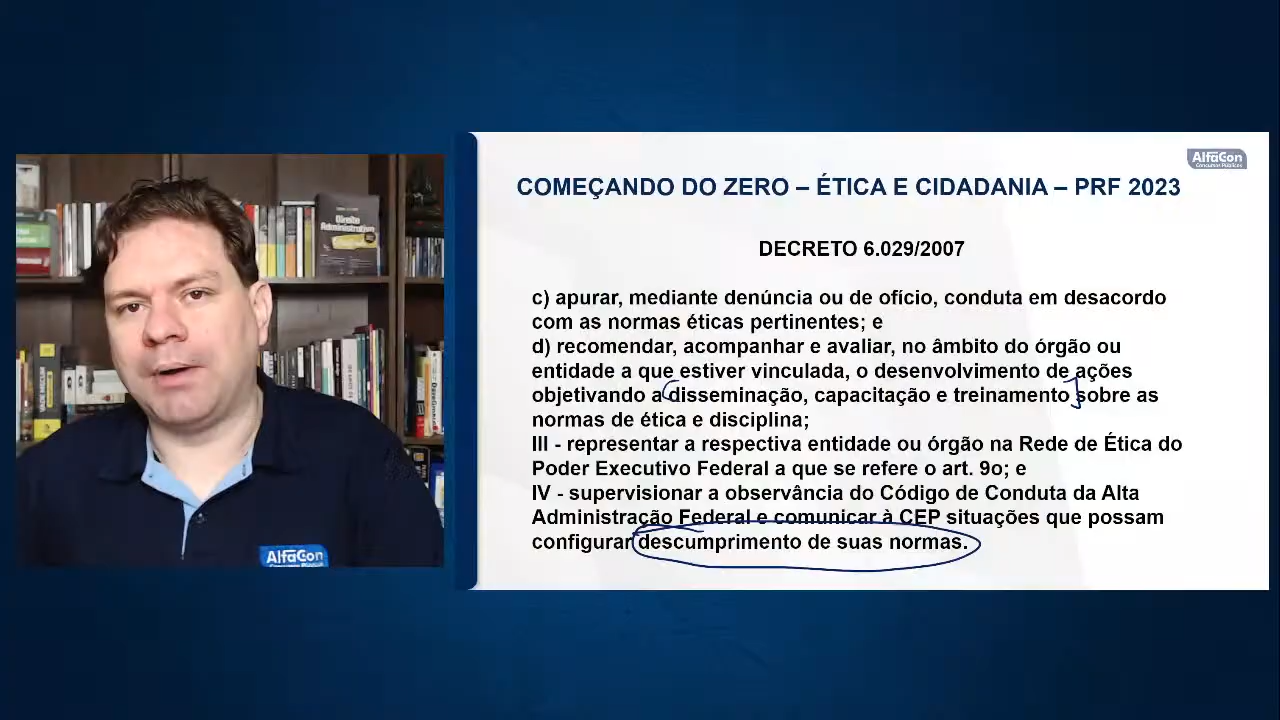 AlfaCon
Concursos Públicos
COMEÇANDO DO ZERO – ÉTICA E CIDADANIA – PRF 2023
DECRETO 6.029/2007
c) apurar, mediante denúncia ou de ofício, conduta em desacordo
com as normas éticas pertinentes; e
d) recomendar, acompanhar e avaliar, no âmbito do órgão ou
entidade a que estiver vinculada, o desenvolvimento de ações
objetivando a disseminação, capacitação e treinamento sobre as
normas de ética e disciplina;
III - representar a respectiva entidade ou órgão na Rede de Ética do
Poder Executivo Federal a que se refere o art. 9o; e
IV - supervisionar a observância do Código de Conduta da Alta
Administração Federal e comunicar à CEP situações que possam
configurar descumprimento de suas normas.
Direito
Administrativo
AlfaCon